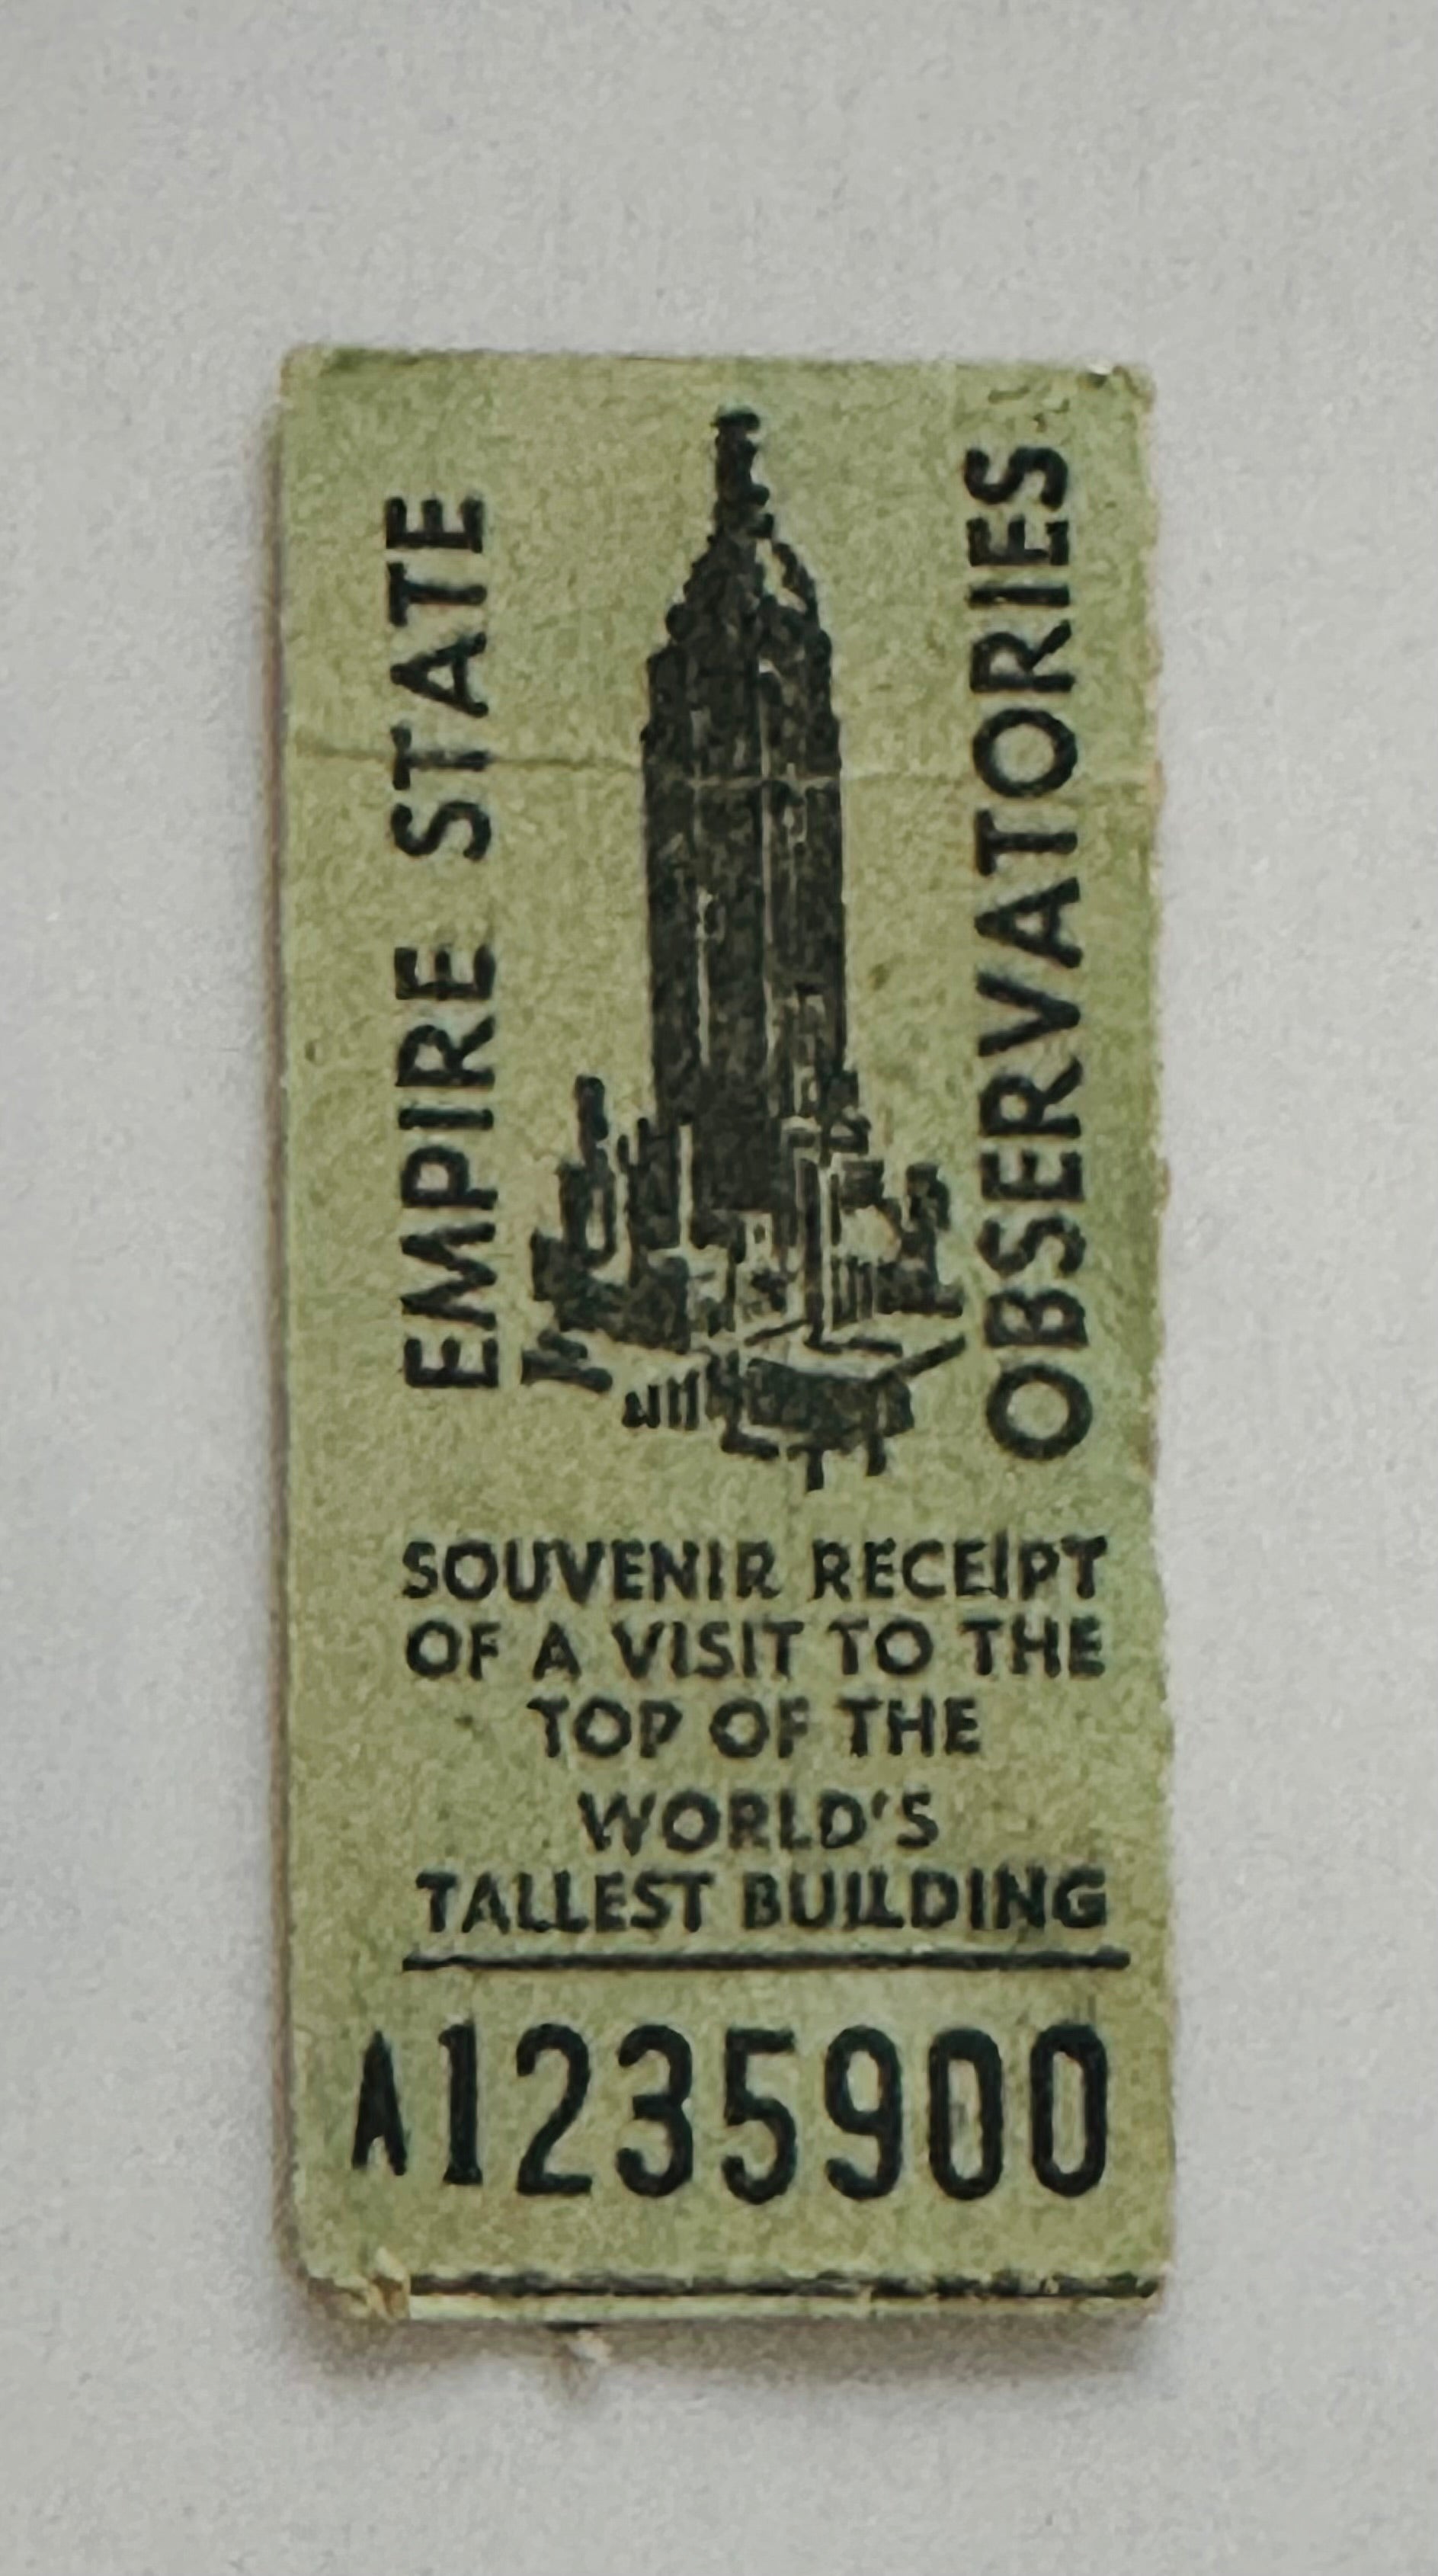 EMPIRE STATE
OBSERVATORIES
SOUVENIR RECEIPT
OF A VISIT TO THE
TOP OF THE
WORLD'S
TALLEST BUILDING
A1235900